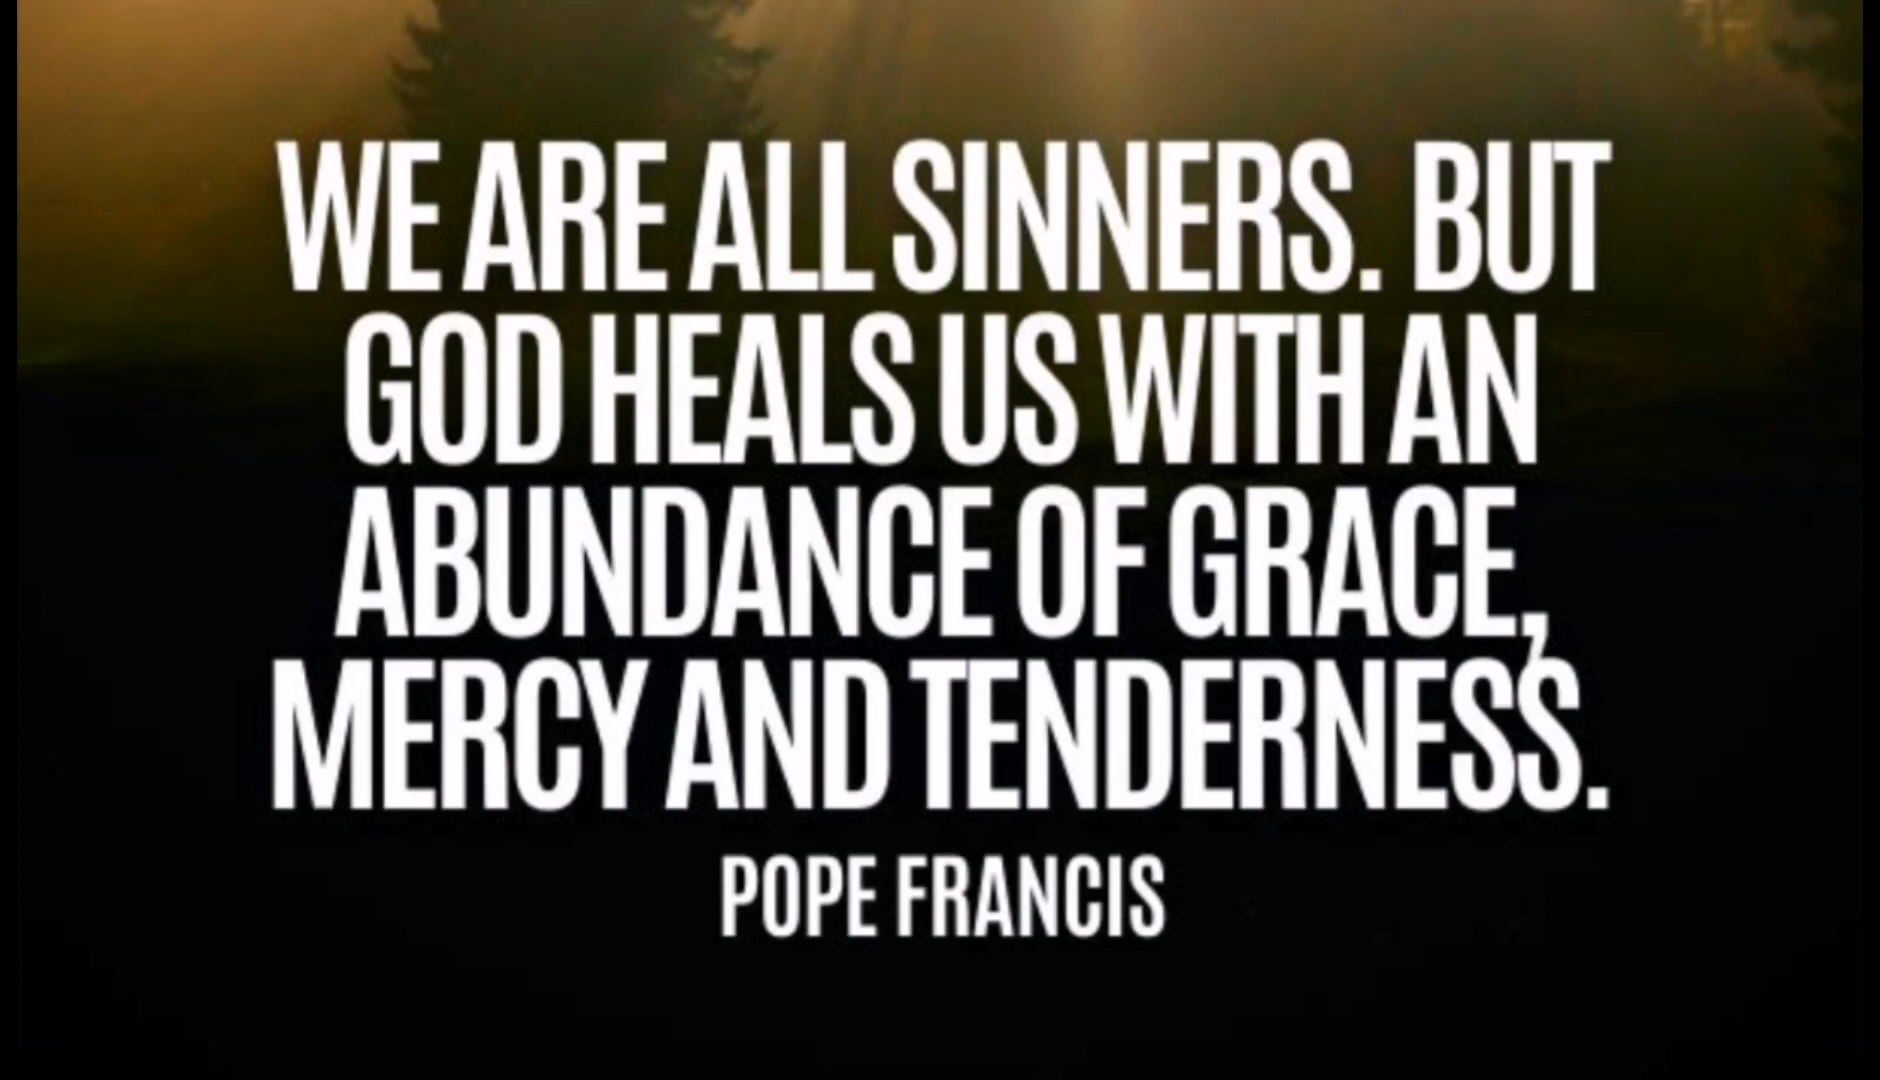 WE ARE ALL SINNERS. BUT
GOD HEALS US WITH AN
ABUNDANCE OF GRACE,
MERCY AND TENDERNESS.
POPE FRANCIS